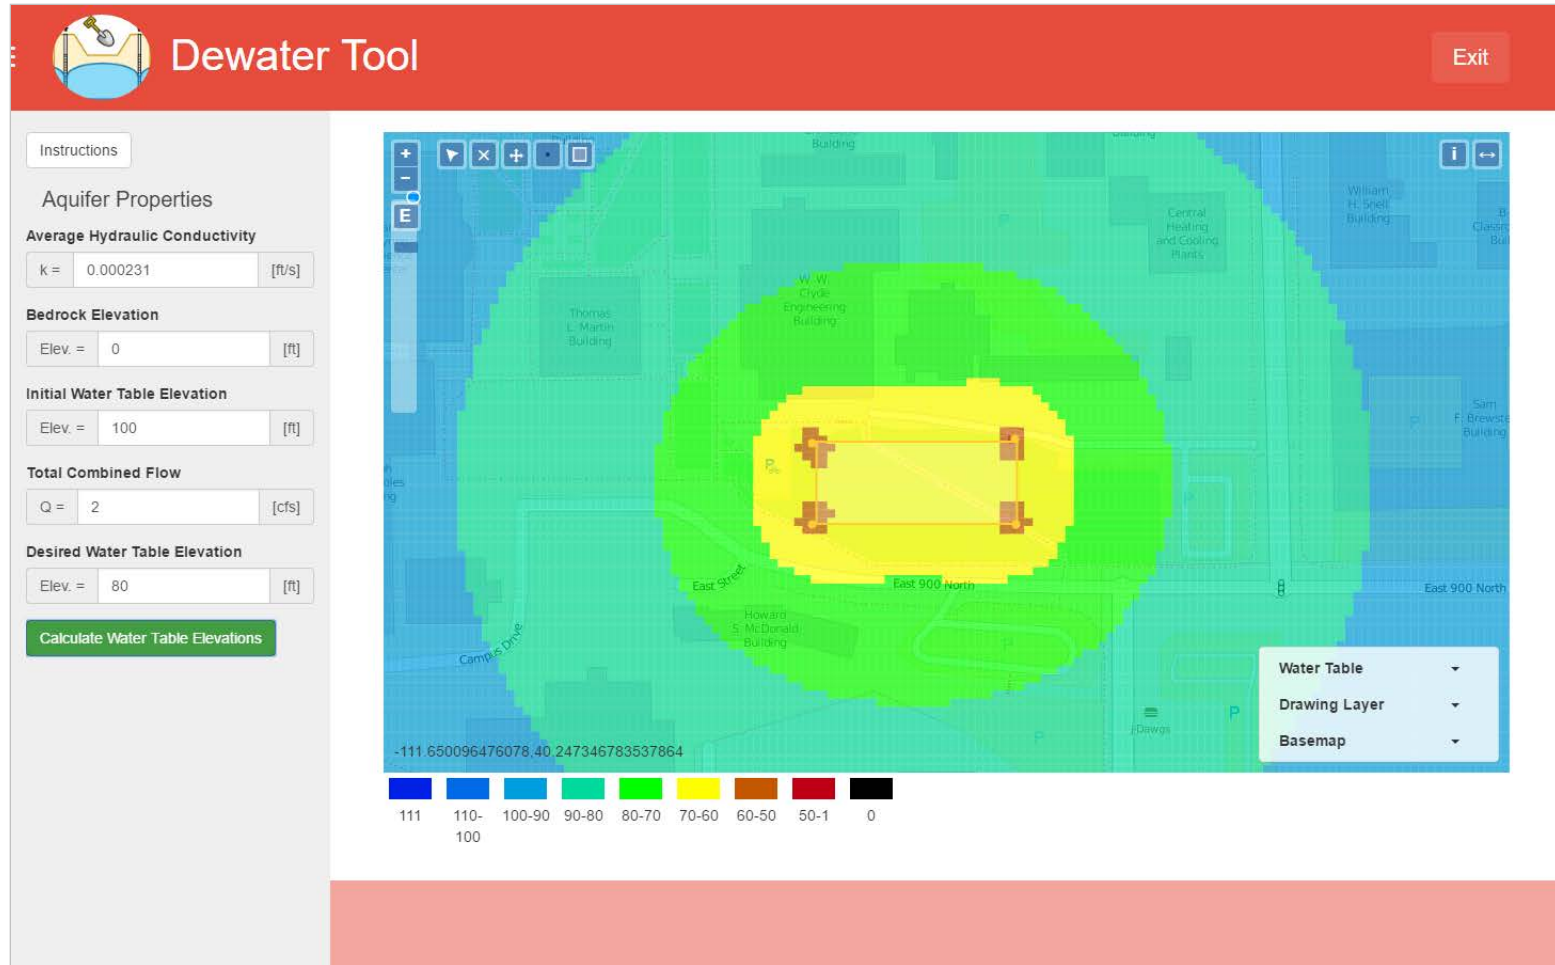 Dewater Tool
Exit
Instructions
Aquifer Properties
Average Hydraulic Conductivity
k = 0.000231 [ft/s]
Bedrock Elevation
Elev. = 0 [ft]
Initial Water Table Elevation
Elev. = 100 [ft]
Total Combined Flow
Q = 2 [cfs]
Desired Water Table Elevation
Elev. = 80 [ft]
Calculate Water Table Elevations
+
−
E
i
Building
Building
William
H. Snell
Building
Central
Heating
and Cooling
Plants
W. W.
Clyde
Engineering
Building
Thomas
L. Martin
Building
Sam
F. Brewster
Building
P
P
P
East Street
East 900 North
East 900 North
Howard
S. McDonald
Building
Campus Drive
J-Dawgs
P
P
Water Table
Drawing Layer
Basemap
-111.650096476078,40.247346783537864
111
110-
100
100-90
90-80
80-70
70-60
60-50
50-1
0